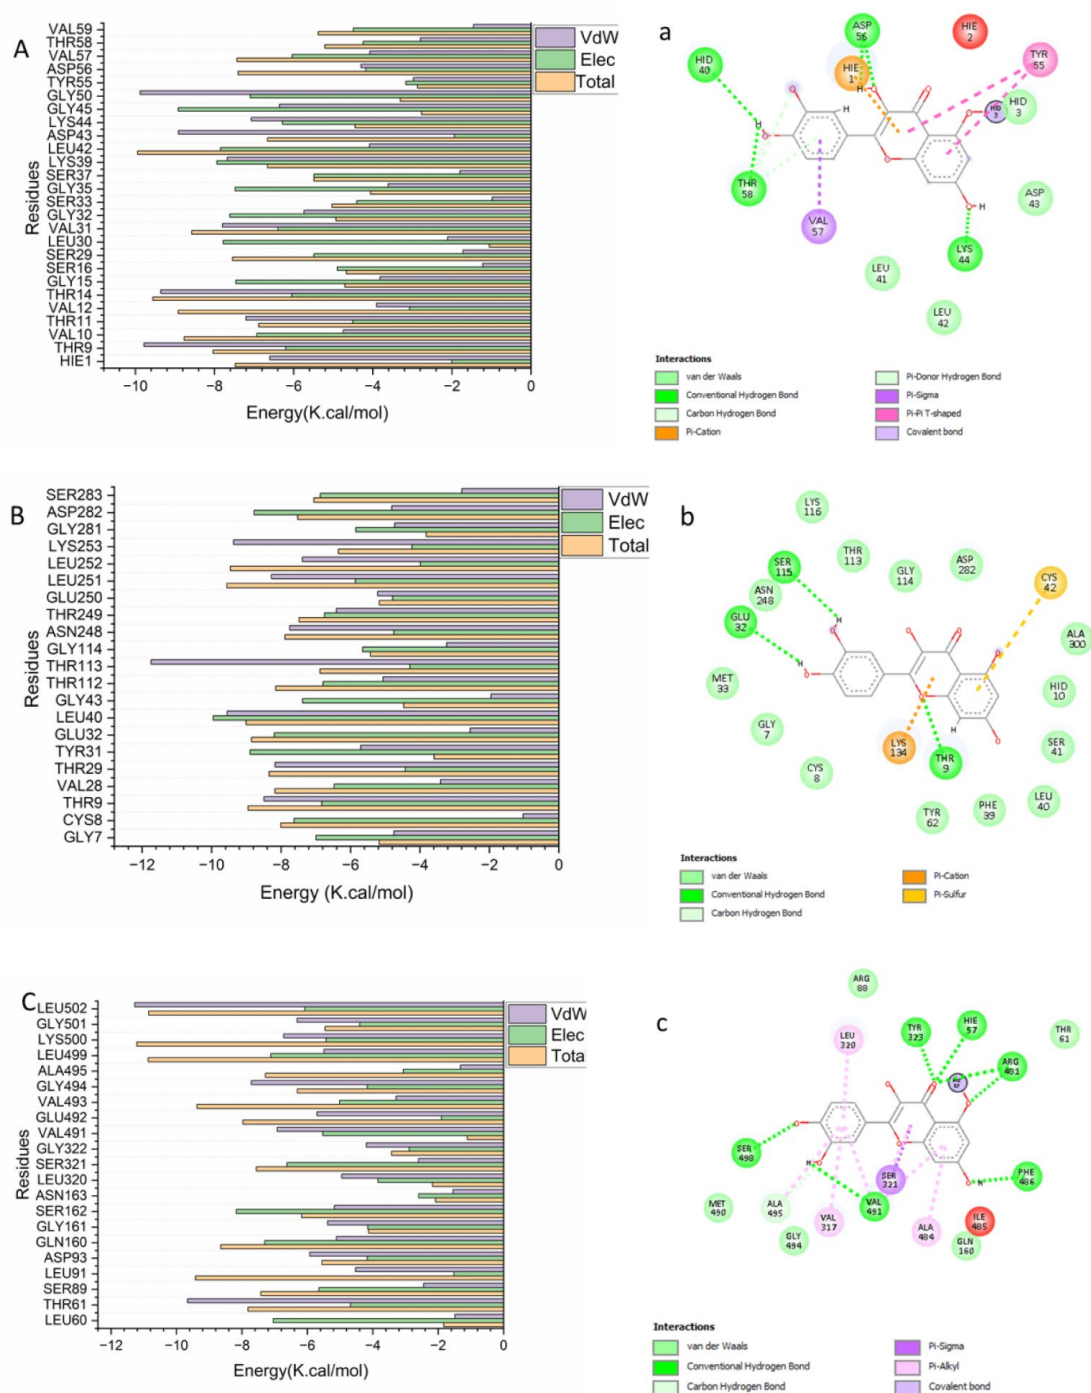 A
VAL59
THR58
VAL57
ASP56
TYR55
GLY50
GLY45
LYS44
ASP43
LEU42
LYS39
SER37
GLY35
SER33
GLY32
VAL31
LEU30
SER29
SER16
GLY15
THR14
VAL12
THR11
VAL10
THR9
HIE1
Residues
VdW
Elec
Total
−10 −8 −6 −4 −2 0
Energy(K.cal/mol)
a
ASP 56
HIE 2
HID 40
HIE 1
TYR 55
HID 3
HID 3
THR 58
VAL 57
ASP 43
LYS 44
LEU 41
LEU 42
H
H
H
H
O
O
O
O
O
O
O
Interactions
van der Waals
Conventional Hydrogen Bond
Carbon Hydrogen Bond
Pi-Cation
Pi-Donor Hydrogen Bond
Pi-Sigma
Pi-Pi T-shaped
Covalent bond
B
SER283
ASP282
GLY281
LYS253
LEU252
LEU251
GLU250
THR249
ASN248
GLY114
THR113
THR112
GLY43
LEU40
GLU32
TYR31
THR29
VAL28
THR9
CYS8
GLY7
Residues
VdW
Elec
Total
−12 −10 −8 −6 −4 −2 0
Energy (K.cal/mol)
b
LYS 116
SER 115
THR 113
GLY 114
ASP 282
CYS 42
ASN 248
GLU 32
ALA 300
MET 33
HID 10
GLY 7
LYS 134
THR 9
SER 41
CYS 8
LEU 40
TYR 62
PHE 39
H
H
H
O
O
O
O
O
O
O
Interactions
van der Waals
Conventional Hydrogen Bond
Carbon Hydrogen Bond
Pi-Cation
Pi-Sulfur
C
LEU502
GLY501
LYS500
LEU499
ALA495
GLY494
VAL493
GLU492
VAL491
GLY322
SER321
LEU320
ASN163
SER162
GLY161
GLN160
ASP93
LEU91
SER89
THR61
LEU60
Residues
VdW
Elec
Tota
−12 −10 −8 −6 −4 −2 0
Energy(K.cal/mol)
c
ARG 88
LEU 320
TYR 323
HIE 57
THR 61
ARG 481
SER 498
SER 321
PHE 486
MET 490
ALA 495
VAL 491
VAL 317
ALA 484
ILE 485
GLY 494
GLN 160
H
H
O
O
O
O
O
O
O
Interactions
van der Waals
Conventional Hydrogen Bond
Carbon Hydrogen Bond
Pi-Sigma
Pi-Alkyl
Covalent bond